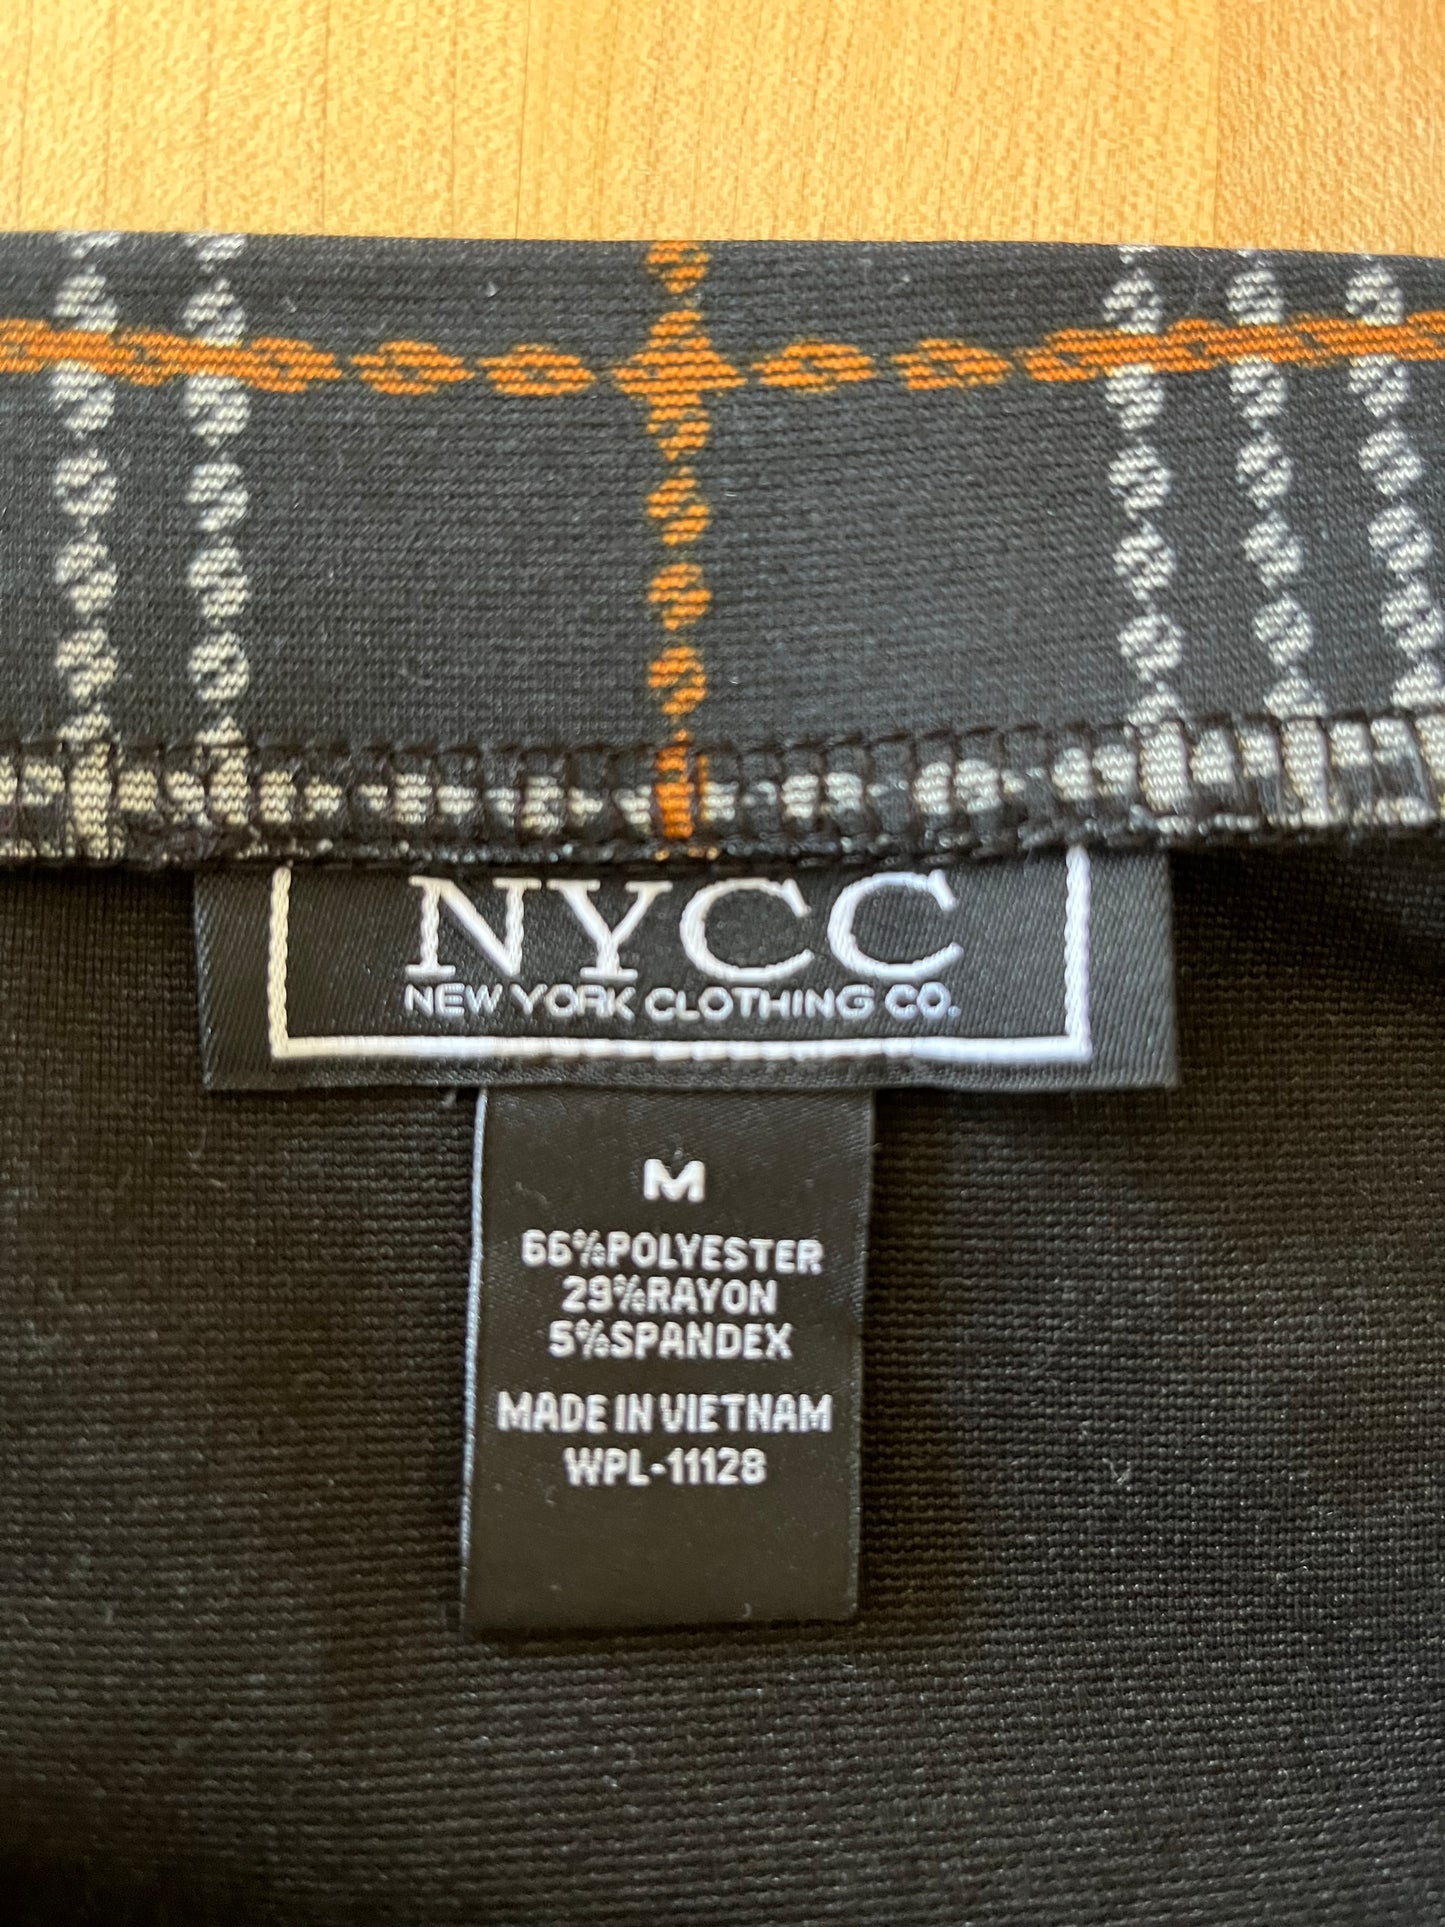 NYCC
NEW YORK CLOTHING CO.
M
66%POLYESTER
29%RAYON
5%SPANDEX
MADE IN VIETNAM
WPL-11128